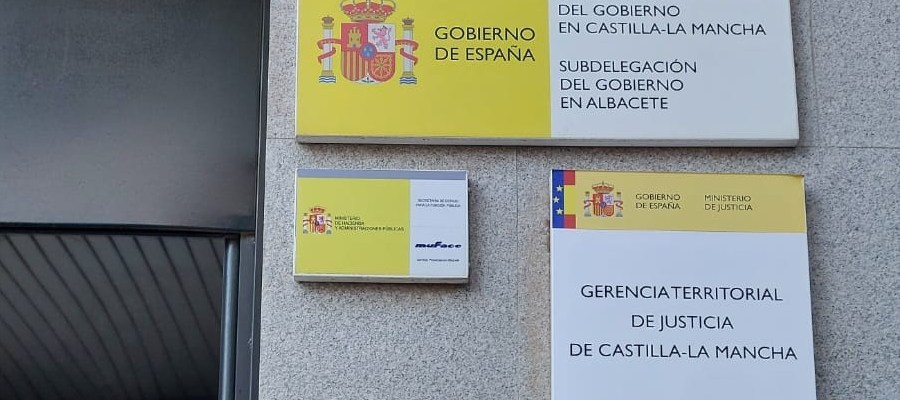 GOBIERNO
DE ESPAÑA
DEL GOBIERNO
EN CASTILLA-LA MANCHA
SUBDELEGACIÓN
DEL GOBIERNO
EN ALBACETE
MINISTERIO
DE HACIENDA
Y ADMINISTRACIONES PÚBLICAS
muface
GOBIERNO
DE ESPAÑA
MINISTERIO
DE JUSTICIA
GERENCIA TERRITORIAL
DE JUSTICIA
DE CASTILLA-LA MANCHA